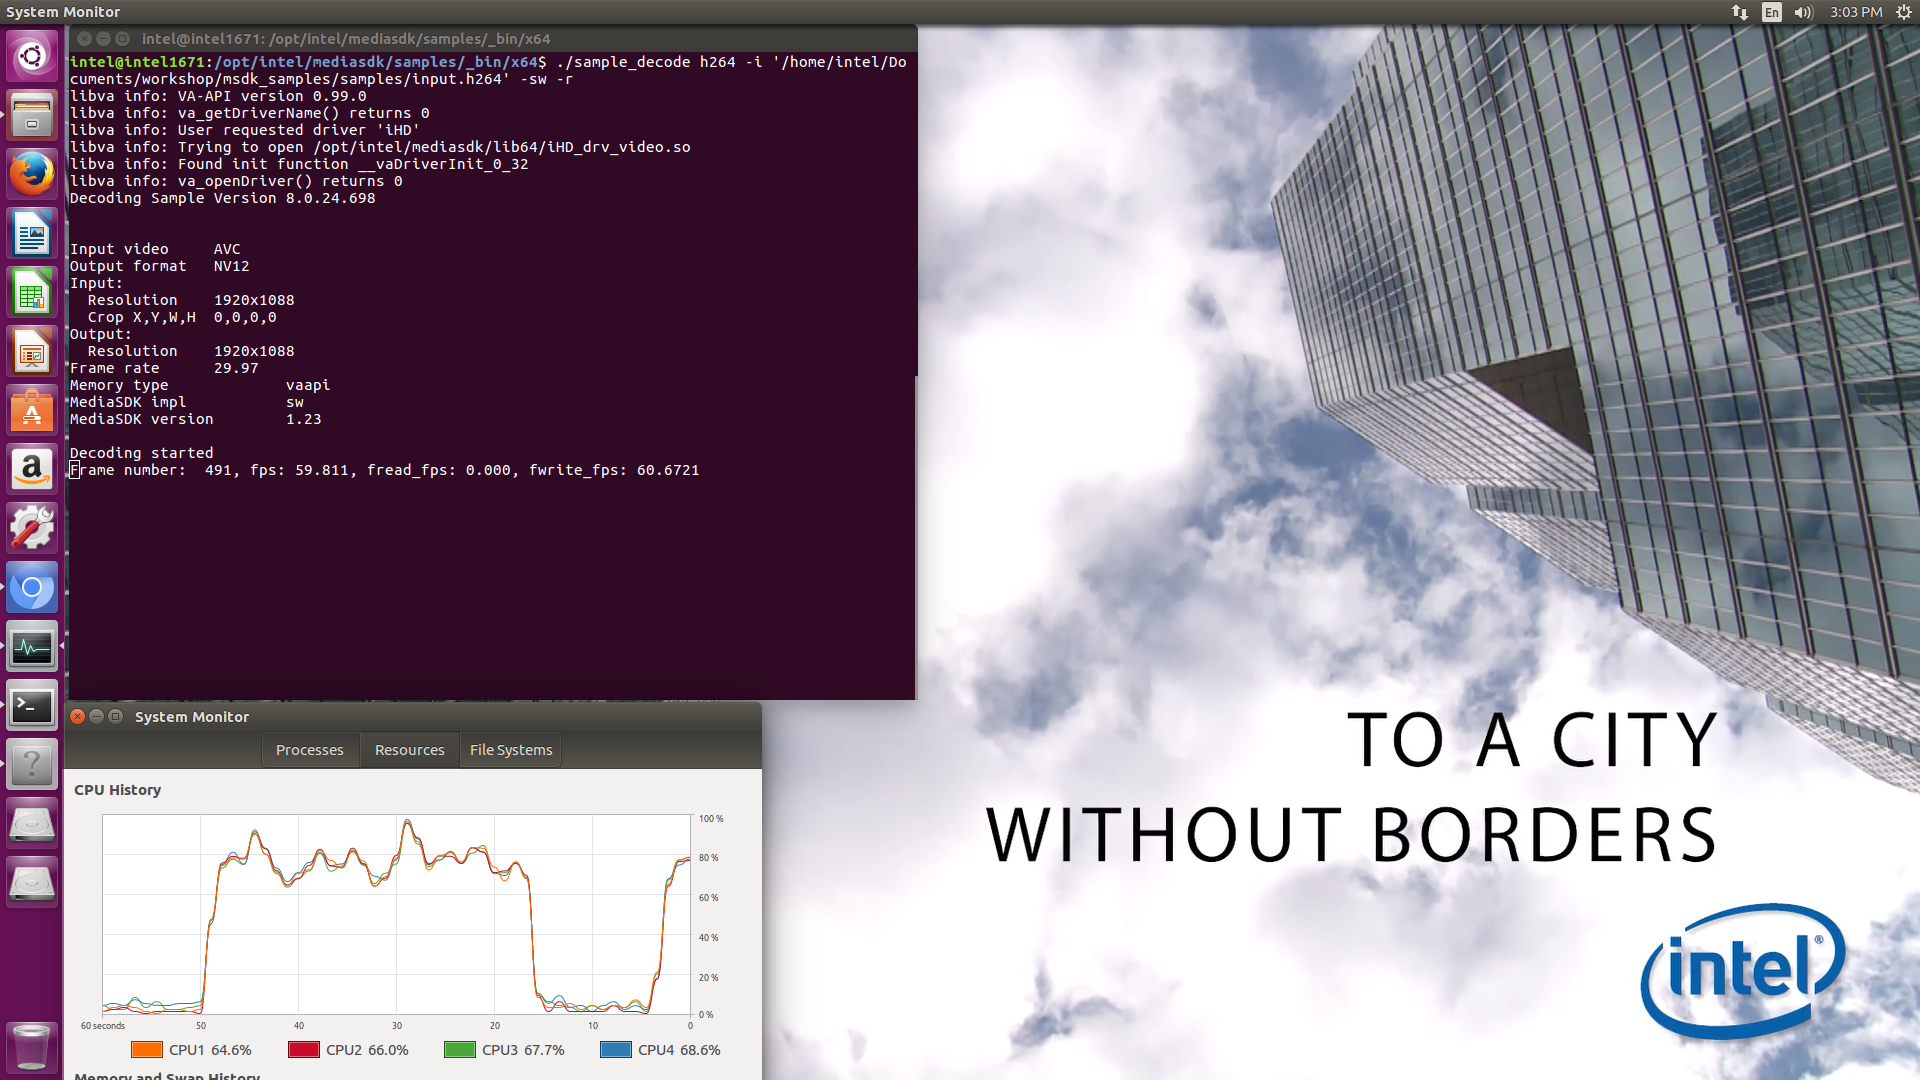 System Monitor
En
3:03 PM
intel@intel1671: /opt/intel/mediasdk/samples/_bin/x64
intel@intel1671:/opt/intel/mediasdk/samples/_bin/x64$ ./sample_decode h264 -i '/home/intel/Do
cuments/workshop/msdk_samples/samples/input.h264' -sw -r
libva info: VA-API version 0.99.0
libva info: va_getDriverName() returns 0
libva info: User requested driver 'iHD'
libva info: Trying to open /opt/intel/mediasdk/lib64/iHD_drv_video.so
libva info: Found init function __vaDriverInit_0_32
libva info: va_openDriver() returns 0
Decoding Sample Version 8.0.24.698
Input video     AVC
Output format   NV12
Input:
  Resolution    1920x1088
  Crop X,Y,W,H  0,0,0,0
Output:
  Resolution    1920x1088
Frame rate      29.97
Memory type             vaapi
MediaSDK impl           sw
MediaSDK version        1.23
Decoding started
Frame number:  491, fps: 59.811, fread_fps: 0.000, fwrite_fps: 60.6721
System Monitor
Processes Resources File Systems
CPU History
100 %
80 %
60 %
40 %
20 %
0 %
60 seconds 50 40 30 20 10 0
CPU1 64.6% CPU2 66.0% CPU3 67.7% CPU4 68.6%
Memory and Swap History
TO A CITY
WITHOUT BORDERS
intel®